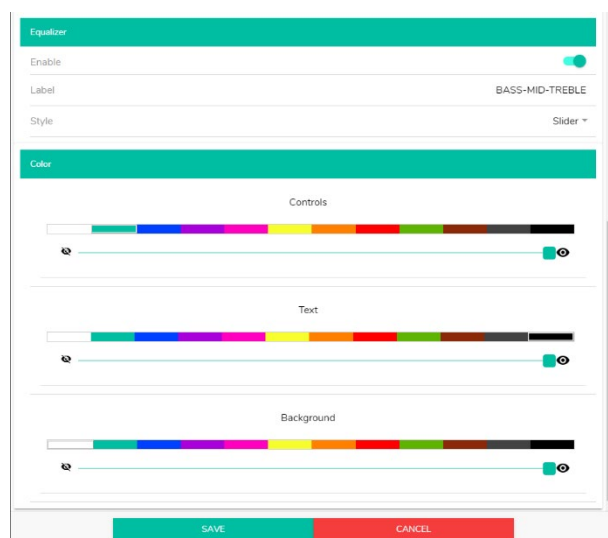 Equalizer
Enable
Label BASS-MID-TREBLE
Style Slider
Color
Controls
Text
Background
SAVE CANCEL